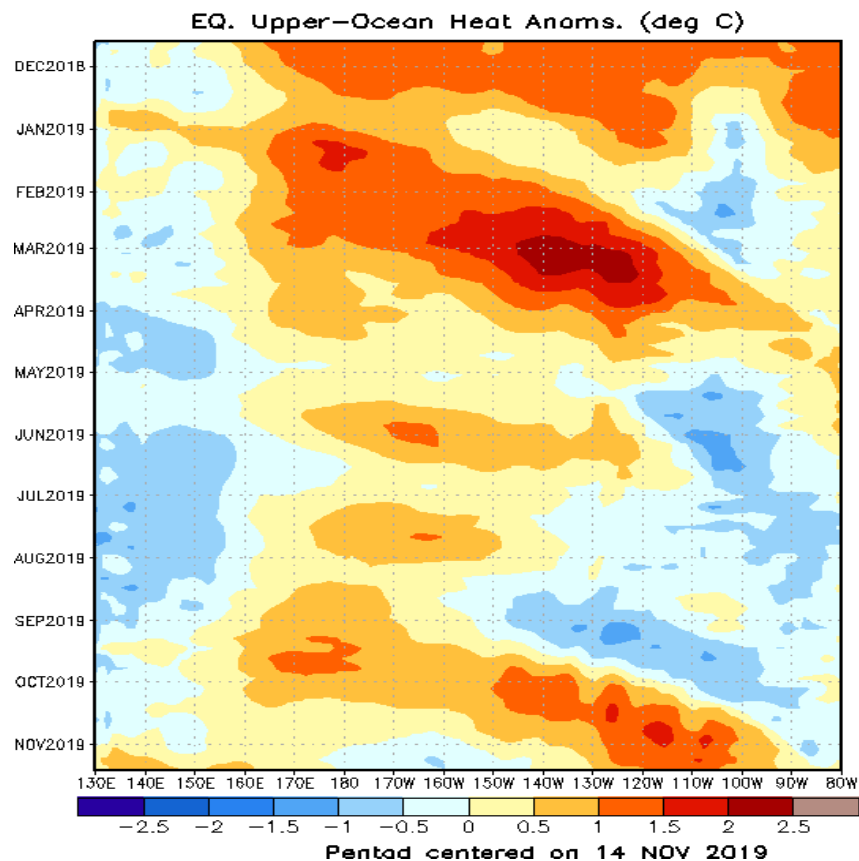 EQ. Upper-Ocean Heat Anoms. (deg C)
DEC2018
JAN2019
FEB2019
MAR2019
APR2019
MAY2019
JUN2019
JUL2019
AUG2019
SEP2019
OCT2019
NOV2019
130E 140E 150E 160E 170E 180 170W 160W 150W 140W 130W 120W 110W 100W 90W 80W
-2.5 -2 -1.5 -1 -0.5 0 0.5 1 1.5 2 2.5
Pentad centered on 14 NOV 2019